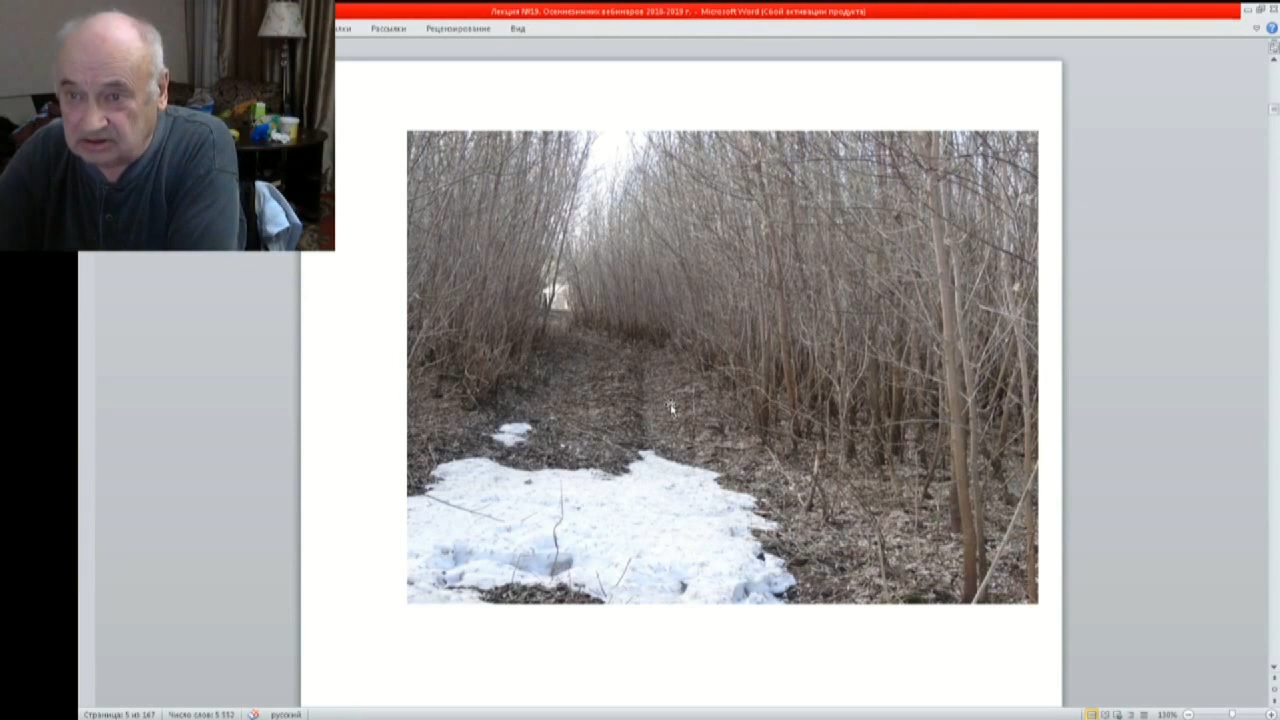 Лекция №19. Осеннезимних вебинаров 2018-2019 г. - Microsoft Word (Сбой активации продукта)
Рассылки Рецензирование Вид
Страница: 5 из 167 Число слов: 5 552 русский 130%